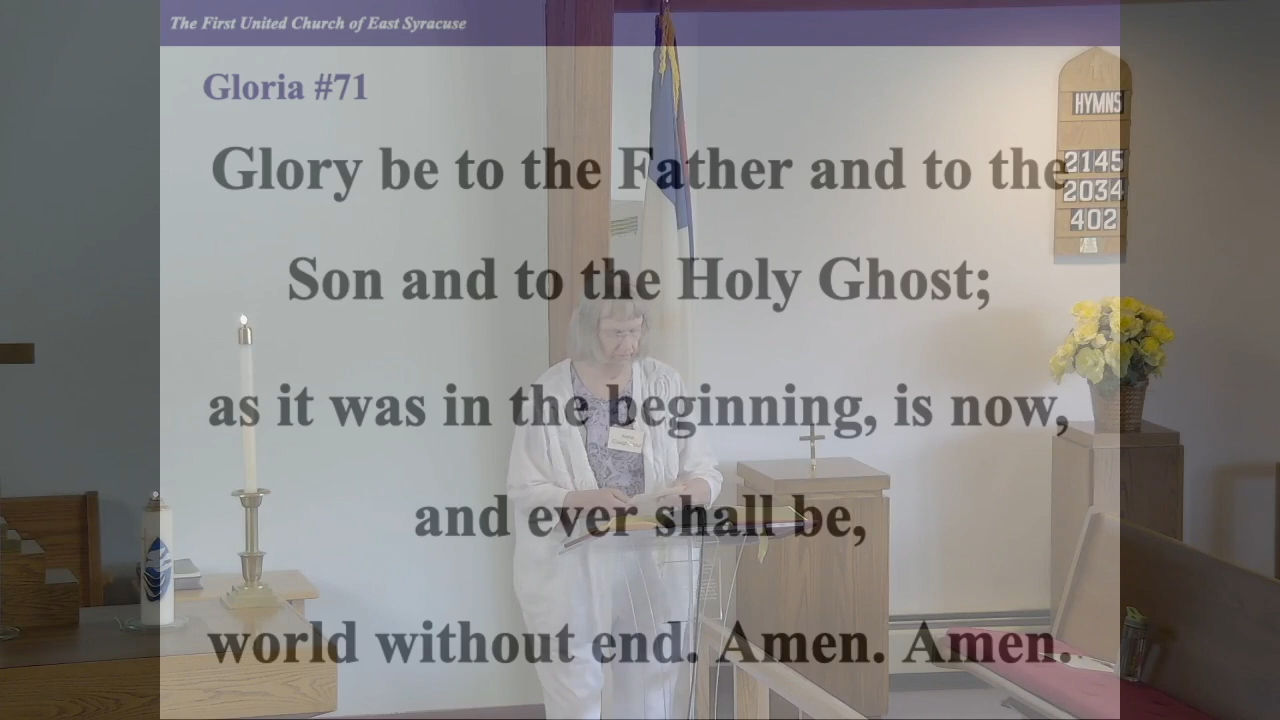 The First United Church of East Syracuse
Gloria #71
Glory be to the Father and to the
Son and to the Holy Ghost;
as it was in the beginning, is now,
and ever shall be,
world without end. Amen. Amen.
HYMNS
2145
2034
402